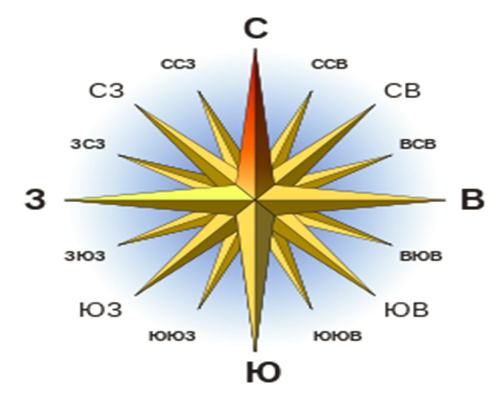 С
ССЗ ССВ
СЗ СВ
ЗСЗ ВСВ
З В
ЗЮЗ ВЮВ
ЮЗ ЮВ
ЮЮЗ ЮЮВ
Ю